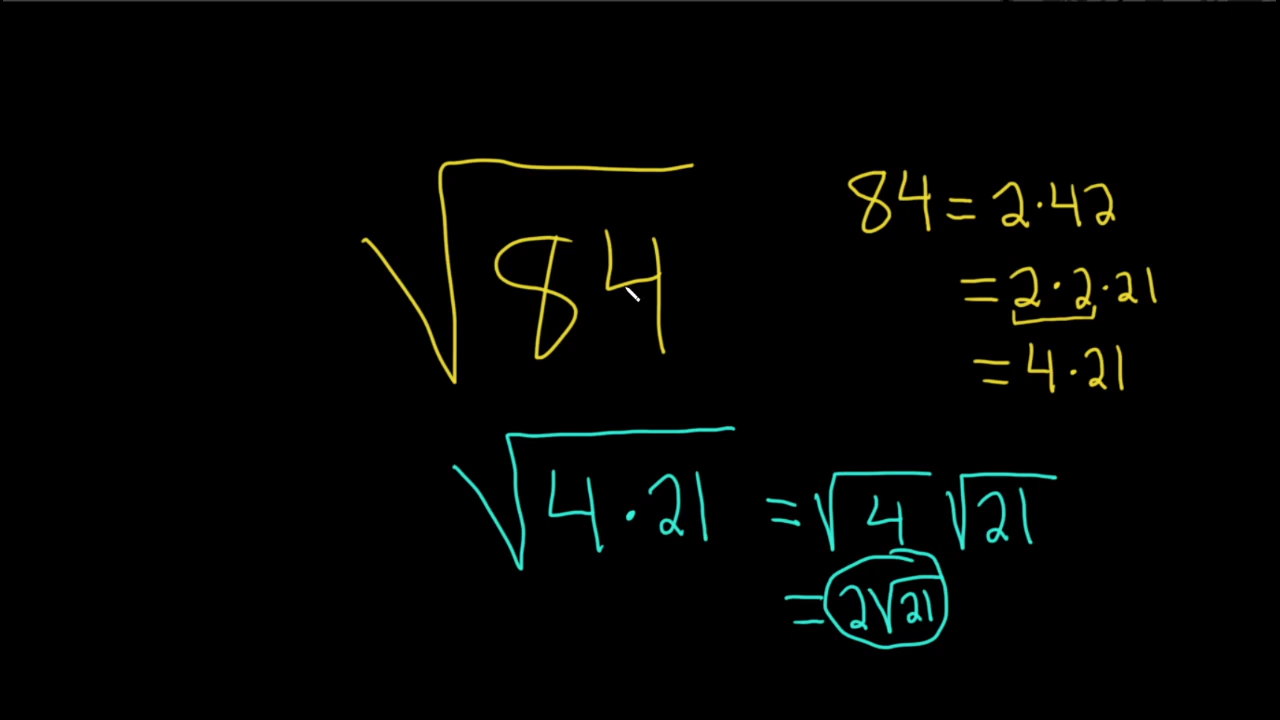 √84
84 = 2·42
= 2·2·21
= 4·21
√4·21 = √4 √21
= 2√21